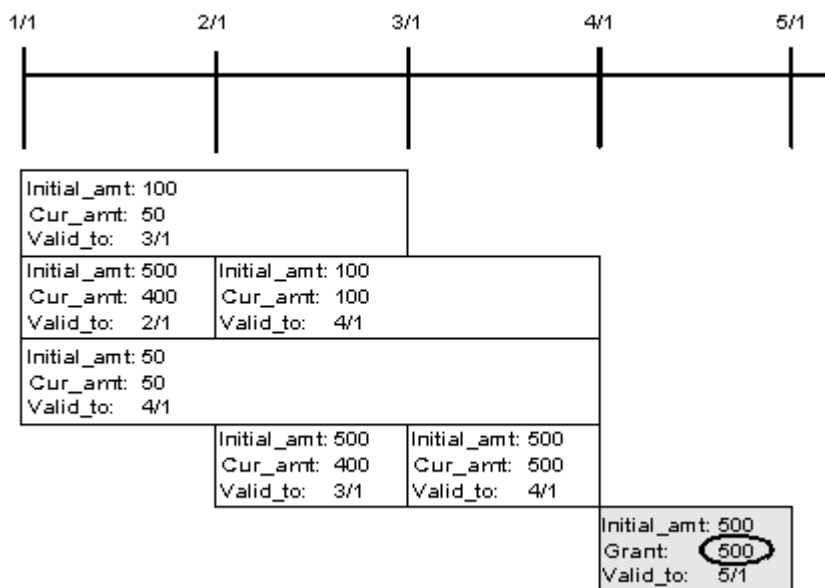 1/1 2/1 3/1 4/1 5/1
Initial_amt: 100
Cur_amt: 50
Valid_to: 3/1
Initial_amt: 500
Cur_amt: 400
Valid_to: 2/1
Initial_amt: 100
Cur_amt: 100
Valid_to: 4/1
Initial_amt: 50
Cur_amt: 50
Valid_to: 4/1
Initial_amt: 500
Cur_amt: 400
Valid_to: 3/1
Initial_amt: 500
Cur_amt: 500
Valid_to: 4/1
Initial_amt: 500
Grant: 500
Valid_to: 5/1